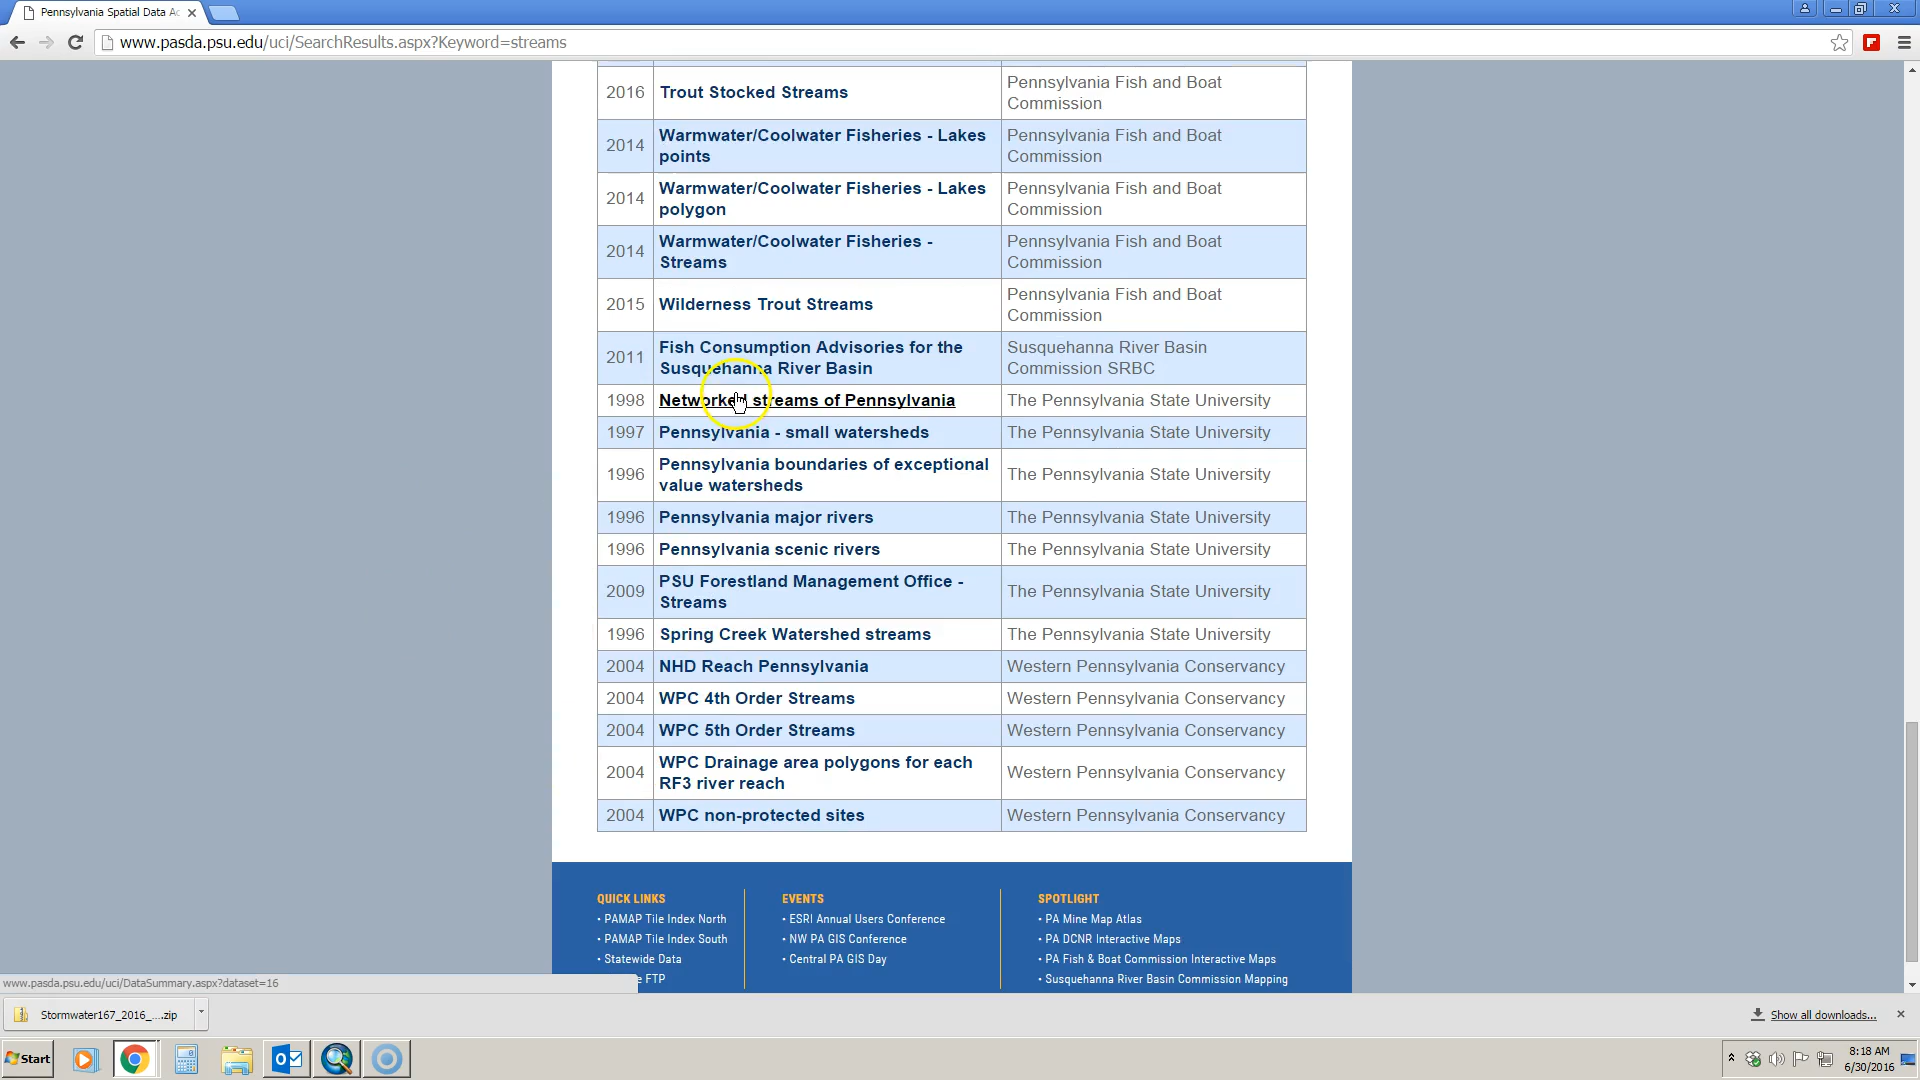 Pennsylvania Spatial Data Ac
www.pasda.psu.edu/uci/SearchResults.aspx?Keyword=streams
2016 Trout Stocked Streams Pennsylvania Fish and Boat
Commission
2014 Warmwater/Coolwater Fisheries - Lakes Pennsylvania Fish and Boat
points Commission
2014 Warmwater/Coolwater Fisheries - Lakes Pennsylvania Fish and Boat
polygon Commission
2014 Warmwater/Coolwater Fisheries - Pennsylvania Fish and Boat
Streams Commission
2015 Wilderness Trout Streams Pennsylvania Fish and Boat
Commission
2011 Fish Consumption Advisories for the Susquehanna River Basin
Susquehanna River Basin Commission SRBC
1998 Networked streams of Pennsylvania The Pennsylvania State University
1997 Pennsylvania - small watersheds The Pennsylvania State University
1996 Pennsylvania boundaries of exceptional The Pennsylvania State University
value watersheds
1996 Pennsylvania major rivers The Pennsylvania State University
1996 Pennsylvania scenic rivers The Pennsylvania State University
2009 PSU Forestland Management Office - The Pennsylvania State University
Streams
1996 Spring Creek Watershed streams The Pennsylvania State University
2004 NHD Reach Pennsylvania Western Pennsylvania Conservancy
2004 WPC 4th Order Streams Western Pennsylvania Conservancy
2004 WPC 5th Order Streams Western Pennsylvania Conservancy
2004 WPC Drainage area polygons for each Western Pennsylvania Conservancy
RF3 river reach
2004 WPC non-protected sites Western Pennsylvania Conservancy
QUICK LINKS EVENTS SPOTLIGHT
• PAMAP Tile Index North • ESRI Annual Users Conference • PA Mine Map Atlas
• PAMAP Tile Index South • NW PA GIS Conference • PA DCNR Interactive Maps
• Statewide Data • Central PA GIS Day • PA Fish & Boat Commission Interactive Maps
e FTP • Susquehanna River Basin Commission Mapping
www.pasda.psu.edu/uci/DataSummary.aspx?dataset=16
Stormwater167_2016_....zip Show all downloads...
Start 8:18 AM
6/30/2016